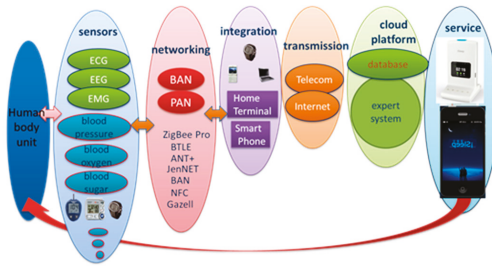 sensors
networking
integration
transmission
cloud
platform
service
ECG
EEG
EMG
blood
pressure
blood
oxygen
blood
sugar
Human
body
unit
BAN
PAN
ZigBee Pro
BTLE
ANT+
JenNET
BAN
NFC
Gazell
Home
Terminal
Smart
Phone
Telecom
Internet
database
expert
system